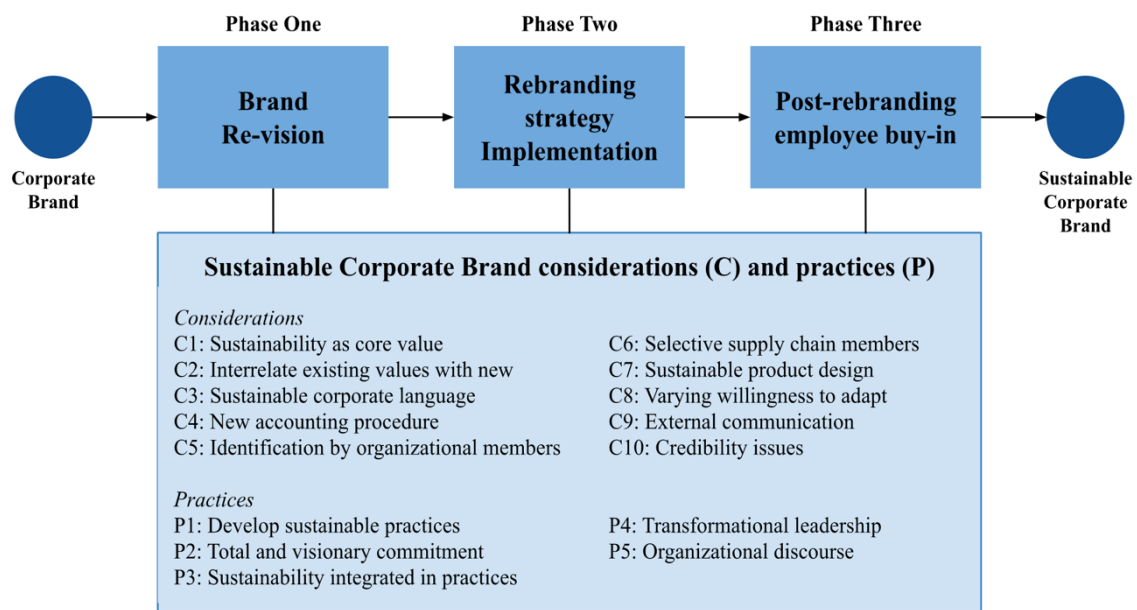 Phase One
Phase Two
Phase Three
Corporate
Brand
Brand
Re-vision
Rebranding
strategy
Implementation
Post-rebranding
employee buy-in
Sustainable
Corporate
Brand
Sustainable Corporate Brand considerations (C) and practices (P)
Considerations
C1: Sustainability as core value
C2: Interrelate existing values with new
C3: Sustainable corporate language
C4: New accounting procedure
C5: Identification by organizational members
C6: Selective supply chain members
C7: Sustainable product design
C8: Varying willingness to adapt
C9: External communication
C10: Credibility issues
Practices
P1: Develop sustainable practices
P2: Total and visionary commitment
P3: Sustainability integrated in practices
P4: Transformational leadership
P5: Organizational discourse